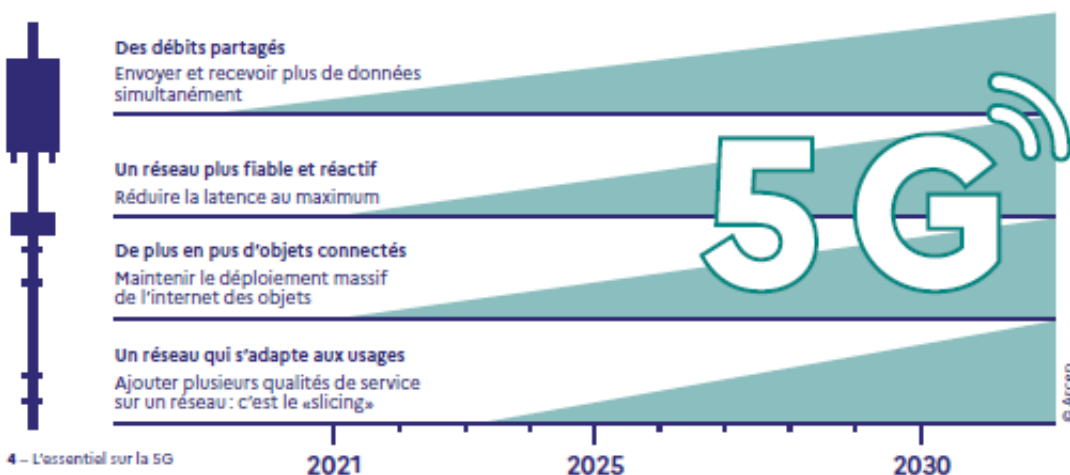 Des débits partagés
Envoyer et recevoir plus de données
simultanément
Un réseau plus fiable et réactif
Réduire la latence au maximum
De plus en pus d'objets connectés
Maintenir le déploiement massif
de l'internet des objets
Un réseau qui s'adapte aux usages
Ajouter plusieurs qualités de service
sur un réseau : c'est le «slicing»
5G
© Arcep
4 – L'essentiel sur la 5G
2021
2025
2030